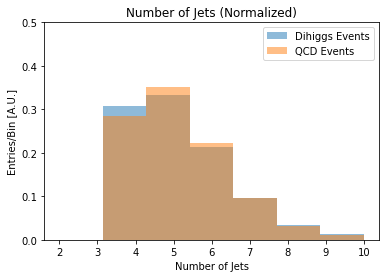 Number of Jets (Normalized)
Dihiggs Events
QCD Events
Entries/Bin [A.U.]
0.5
0.4
0.3
0.2
0.1
0.0
2 3 4 5 6 7 8 9 10
Number of Jets